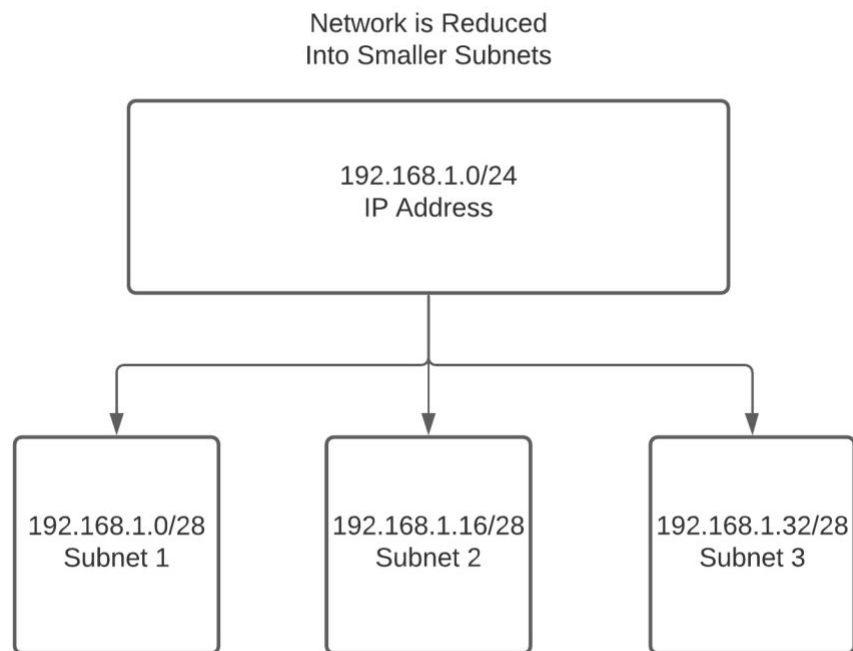 Network is Reduced
Into Smaller Subnets
192.168.1.0/24
IP Address
192.168.1.0/28
Subnet 1
192.168.1.16/28
Subnet 2
192.168.1.32/28
Subnet 3